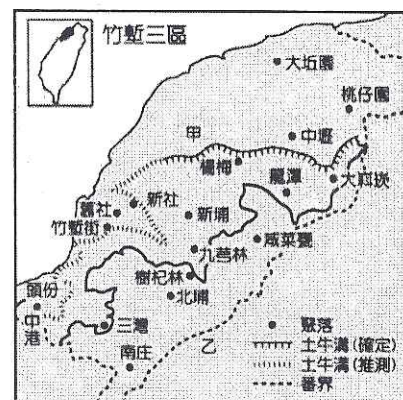 竹塹三區
大坵園
桃仔園
甲
中壢
楊梅
龍潭
大嵙崁
新社
舊社
新埔
竹塹街
九芎林
咸菜甕
樹杞林
頭份
北埔
中港
三灣
乙
南庄
聚落
土牛溝(確定)
土牛溝(推測)
番界